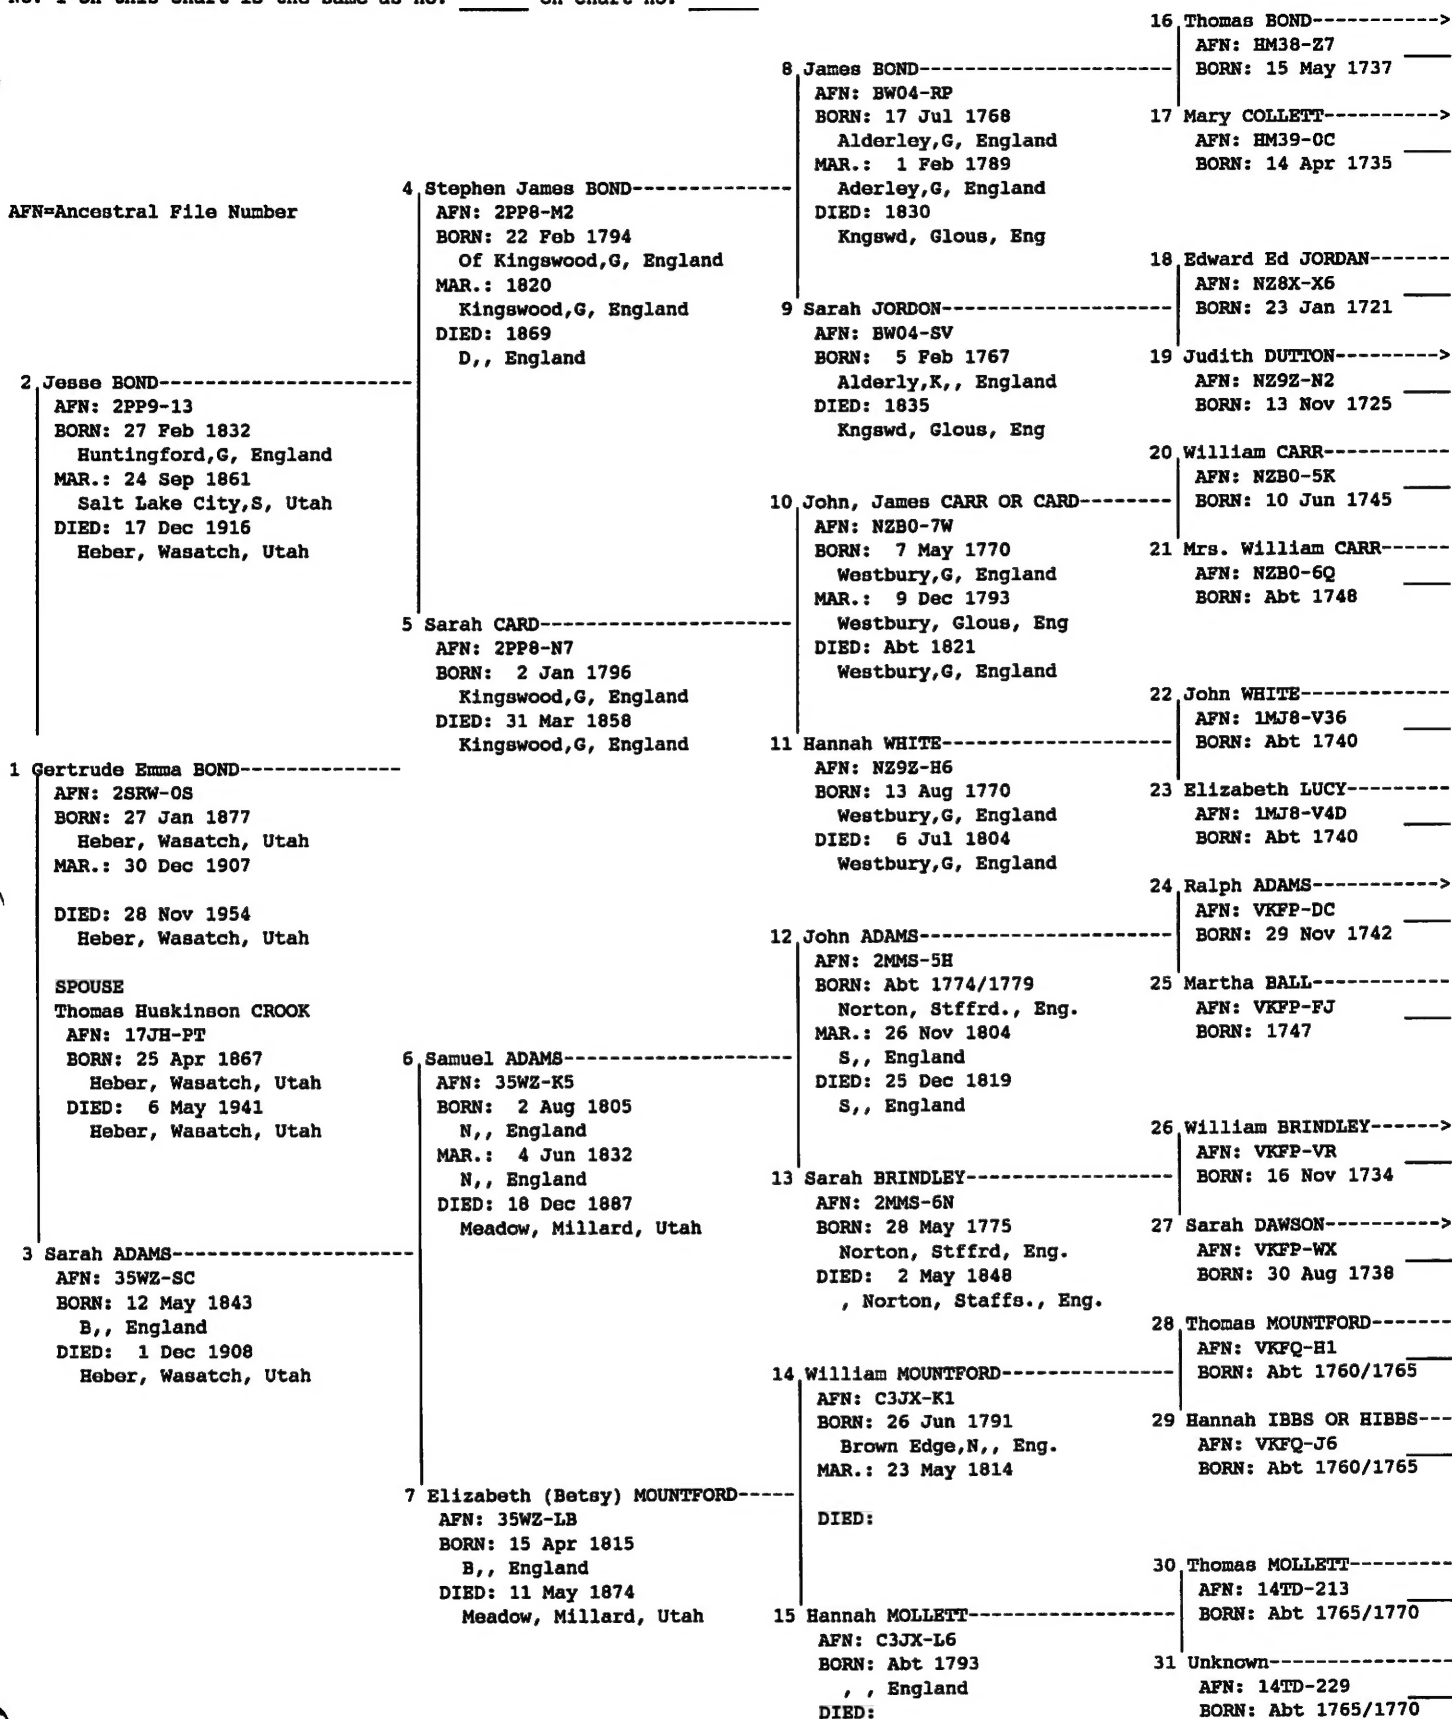 No. 1 on this chart is the same as no. ______ on chart no. ______
AFN=Ancestral File Number
1 Gertrude Emma BOND--------------
AFN: 2SRW-0S
BORN: 27 Jan 1877
Heber, Wasatch, Utah
MAR.: 30 Dec 1907
DIED: 28 Nov 1954
Heber, Wasatch, Utah
SPOUSE
Thomas Huskinson CROOK
AFN: 17JH-PT
BORN: 25 Apr 1867
Heber, Wasatch, Utah
DIED: 6 May 1941
Heber, Wasatch, Utah
2 Jesse BOND----------------------
AFN: 2PP9-13
BORN: 27 Feb 1832
Huntingford,G, England
MAR.: 24 Sep 1861
Salt Lake City,S, Utah
DIED: 17 Dec 1916
Heber, Wasatch, Utah
3 Sarah ADAMS---------------------
AFN: 35WZ-SC
BORN: 12 May 1843
B,, England
DIED: 1 Dec 1908
Heber, Wasatch, Utah
4 Stephen James BOND--------------
AFN: 2PP8-M2
BORN: 22 Feb 1794
Of Kingswood,G, England
MAR.: 1820
Kingswood,G, England
DIED: 1869
D,, England
5 Sarah CARD----------------------
AFN: 2PP8-N7
BORN: 2 Jan 1796
Kingswood,G, England
DIED: 31 Mar 1858
Kingswood,G, England
6 Samuel ADAMS--------------------
AFN: 35WZ-K5
BORN: 2 Aug 1805
N,, England
MAR.: 4 Jun 1832
N,, England
DIED: 18 Dec 1887
Meadow, Millard, Utah
7 Elizabeth (Betsy) MOUNTFORD-----
AFN: 35WZ-LB
BORN: 15 Apr 1815
B,, England
DIED: 11 May 1874
Meadow, Millard, Utah
8 James BOND----------------------
AFN: BW04-RP
BORN: 17 Jul 1768
Alderley,G, England
MAR.: 1 Feb 1789
Aderley,G, England
DIED: 1830
Kngswd, Glous, Eng
9 Sarah JORDON--------------------
AFN: BW04-SV
BORN: 5 Feb 1767
Alderly,K,, England
DIED: 1835
Kngswd, Glous, Eng
10 John, James CARR OR CARD--------
AFN: NZB0-7W
BORN: 7 May 1770
Westbury,G, England
MAR.: 9 Dec 1793
Westbury, Glous, Eng
DIED: Abt 1821
Westbury,G, England
11 Hannah WHITE--------------------
AFN: NZ9Z-H6
BORN: 13 Aug 1770
Westbury,G, England
DIED: 6 Jul 1804
Westbury,G, England
12 John ADAMS----------------------
AFN: 2MMS-5H
BORN: Abt 1774/1779
Norton, Stffrd., Eng.
MAR.: 26 Nov 1804
S,, England
DIED: 25 Dec 1819
S,, England
13 Sarah BRINDLEY------------------
AFN: 2MMS-6N
BORN: 28 May 1775
Norton, Stffrd, Eng.
DIED: 2 May 1848
, Norton, Staffs., Eng.
14 William MOUNTFORD---------------
AFN: C3JX-K1
BORN: 26 Jun 1791
Brown Edge,N,, Eng.
MAR.: 23 May 1814
DIED:
15 Hannah MOLLETT------------------
AFN: C3JX-L6
BORN: Abt 1793
, , England
DIED:
16 Thomas BOND----------->
AFN: HM38-Z7
BORN: 15 May 1737
17 Mary COLLETT---------->
AFN: HM39-0C
BORN: 14 Apr 1735
18 Edward Ed JORDAN-------
AFN: NZ8X-X6
BORN: 23 Jan 1721
19 Judith DUTTON--------->
AFN: NZ9Z-N2
BORN: 13 Nov 1725
20 William CARR-----------
AFN: NZB0-5K
BORN: 10 Jun 1745
21 Mrs. William CARR------
AFN: NZB0-6Q
BORN: Abt 1748
22 John WHITE-------------
AFN: 1MJ8-V36
BORN: Abt 1740
23 Elizabeth LUCY---------
AFN: 1MJ8-V4D
BORN: Abt 1740
24 Ralph ADAMS----------->
AFN: VKFP-DC
BORN: 29 Nov 1742
25 Martha BALL------------
AFN: VKFP-FJ
BORN: 1747
26 William BRINDLEY------>
AFN: VKFP-VR
BORN: 16 Nov 1734
27 Sarah DAWSON---------->
AFN: VKFP-WX
BORN: 30 Aug 1738
28 Thomas MOUNTFORD-------
AFN: VKFQ-H1
BORN: Abt 1760/1765
29 Hannah IBBS OR HIBBS---
AFN: VKFQ-J6
BORN: Abt 1760/1765
30 Thomas MOLLETT---------
AFN: 14TD-213
BORN: Abt 1765/1770
31 Unknown----------------
AFN: 14TD-229
BORN: Abt 1765/1770